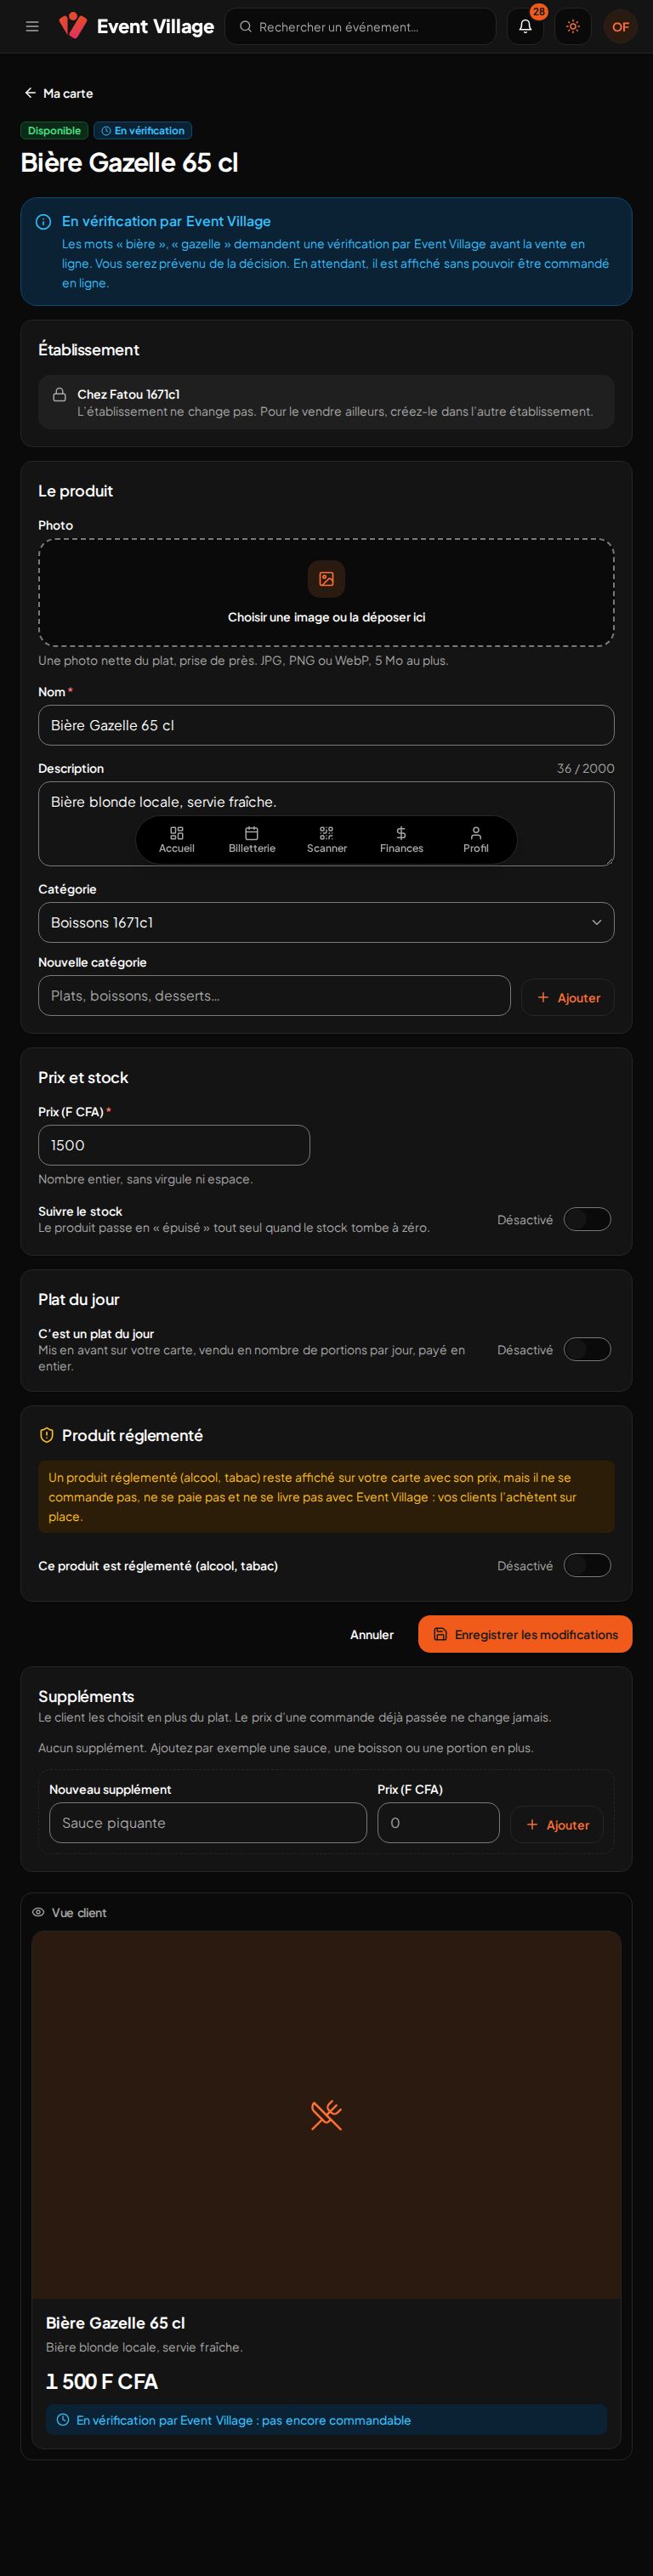 Event Village
Rechercher un événement…
28
OF
Ma carte
Disponible
En vérification
Bière Gazelle 65 cl
En vérification par Event Village
Les mots « bière », « gazelle » demandent une vérification par Event Village avant la vente en
ligne. Vous serez prévenu de la décision. En attendant, il est affiché sans pouvoir être commandé
en ligne.
Établissement
Chez Fatou 1671c1
L'établissement ne change pas. Pour le vendre ailleurs, créez-le dans l'autre établissement.
Le produit
Photo
Choisir une image ou la déposer ici
Une photo nette du plat, prise de près. JPG, PNG ou WebP, 5 Mo au plus.
Nom *
Bière Gazelle 65 cl
Description
36 / 2000
Bière blonde locale, servie fraîche.
Accueil
Billetterie
Scanner
Finances
Profil
Catégorie
Boissons 1671c1
Nouvelle catégorie
Plats, boissons, desserts…
Ajouter
Prix et stock
Prix (F CFA) *
1500
Nombre entier, sans virgule ni espace.
Suivre le stock
Le produit passe en « épuisé » tout seul quand le stock tombe à zéro.
Désactivé
Plat du jour
C'est un plat du jour
Mis en avant sur votre carte, vendu en nombre de portions par jour, payé en
entier.
Désactivé
Produit réglementé
Un produit réglementé (alcool, tabac) reste affiché sur votre carte avec son prix, mais il ne se
commande pas, ne se paie pas et ne se livre pas avec Event Village : vos clients l'achètent sur
place.
Ce produit est réglementé (alcool, tabac)
Désactivé
Annuler
Enregistrer les modifications
Suppléments
Le client les choisit en plus du plat. Le prix d'une commande déjà passée ne change jamais.
Aucun supplément. Ajoutez par exemple une sauce, une boisson ou une portion en plus.
Nouveau supplément
Prix (F CFA)
Sauce piquante
0
Ajouter
Vue client
Bière Gazelle 65 cl
Bière blonde locale, servie fraîche.
1 500 F CFA
En vérification par Event Village : pas encore commandable